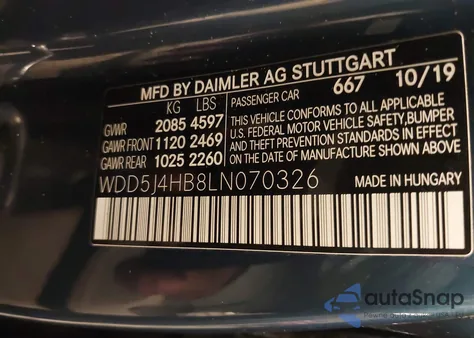 MFD BY DAIMLER AG STUTTGART
KG LBS PASSENGER CAR 667 10/19
GVWR 2085 4597
GAWR FRONT 1120 2469
GAWR REAR 1025 2260
THIS VEHICLE CONFORMS TO ALL APPLICABLE
U.S. FEDERAL MOTOR VEHICLE SAFETY, BUMPER
AND THEFT PREVENTION STANDARDS IN EFFECT
ON THE DATE OF MANUFACTURE SHOWN ABOVE
WDD5J4HB8LN070326 MADE IN HUNGARY
autoSnap